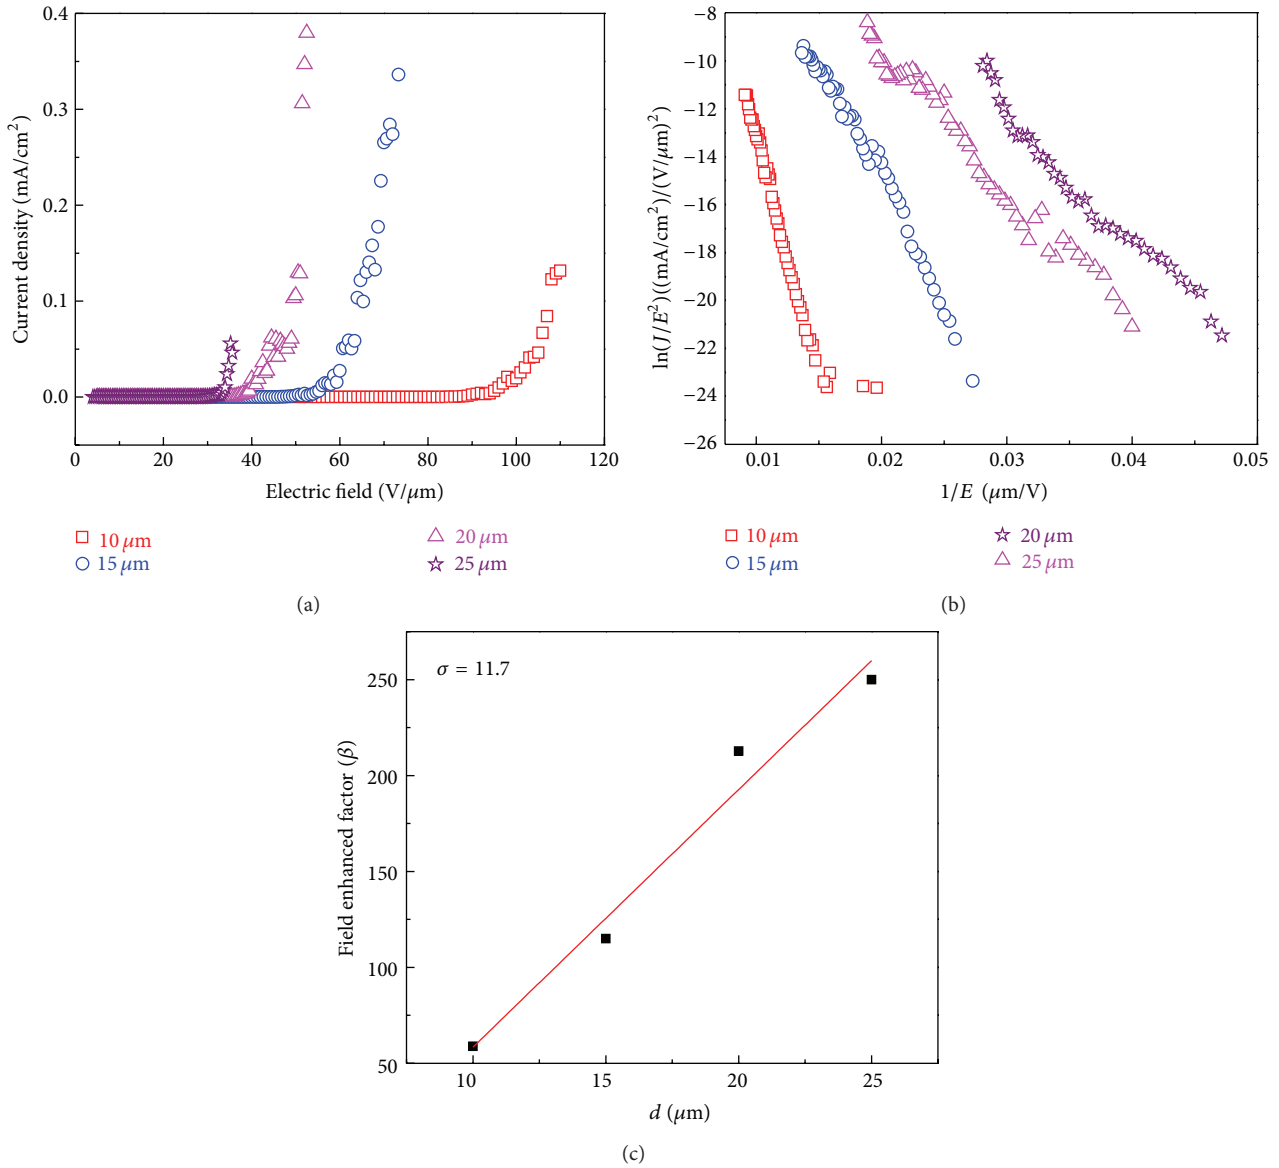 0.4
0.3
0.2
0.1
0.0
Current density (mA/cm²)
0 20 40 60 80 100 120
Electric field (V/μm)
10 μm
15 μm
20 μm
25 μm
(a)
−8
−10
−12
−14
−16
−18
−20
−22
−24
−26
ln(J/E²)((mA/cm²)/(V/μm)²)
0.01 0.02 0.03 0.04 0.05
1/E (μm/V)
10 μm
15 μm
20 μm
25 μm
(b)
σ = 11.7
250
200
150
100
50
Field enhanced factor (β)
10 15 20 25
d (μm)
(c)